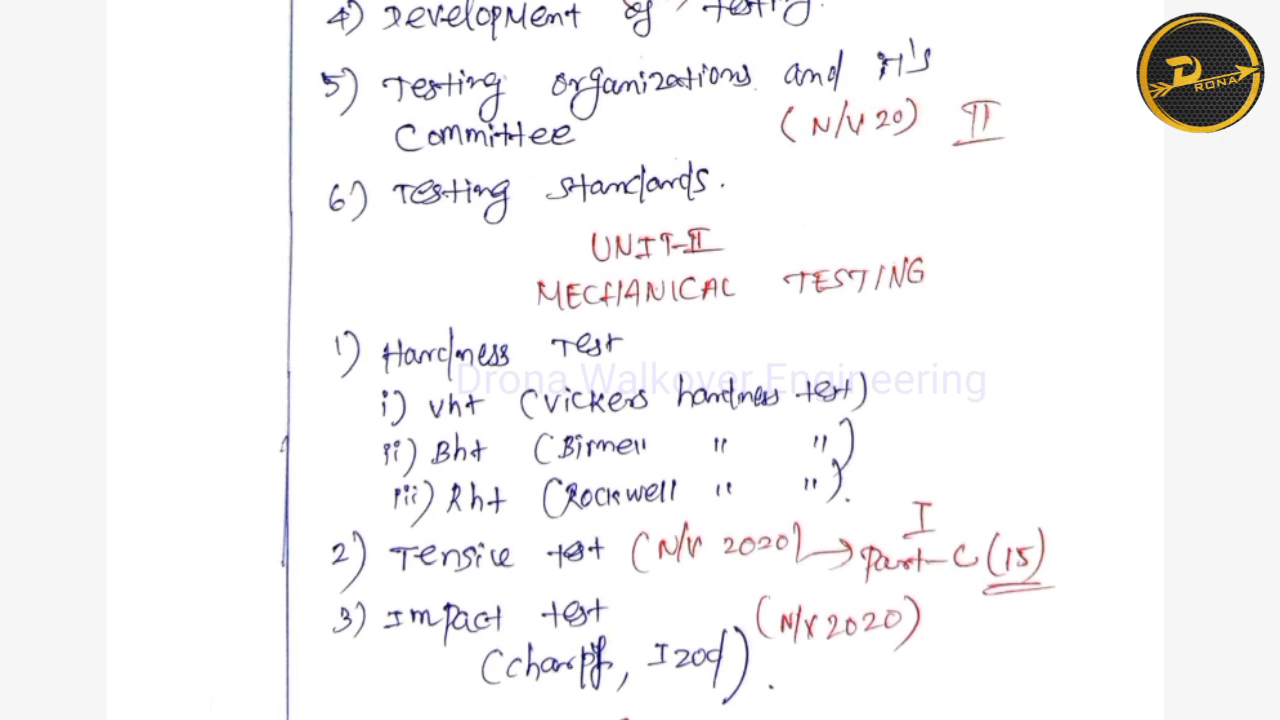 4) Development of Testing.
5) Testing organizations and it's
Committee (N/V 20) II
6) Testing standards.
UNIT-II
MECHANICAL TESTING
1) Hardness Test
i) Vht (Vickers hardness test)
ii) Bht (Birnell " ")
iii) Rht (Rockwell " ").
2) Tensile test (N/V 2020) → I Part-C (15)
3) Impact test (N/V 2020)
(charpy, Izod).
Drona Walkover Engineering
DRONA